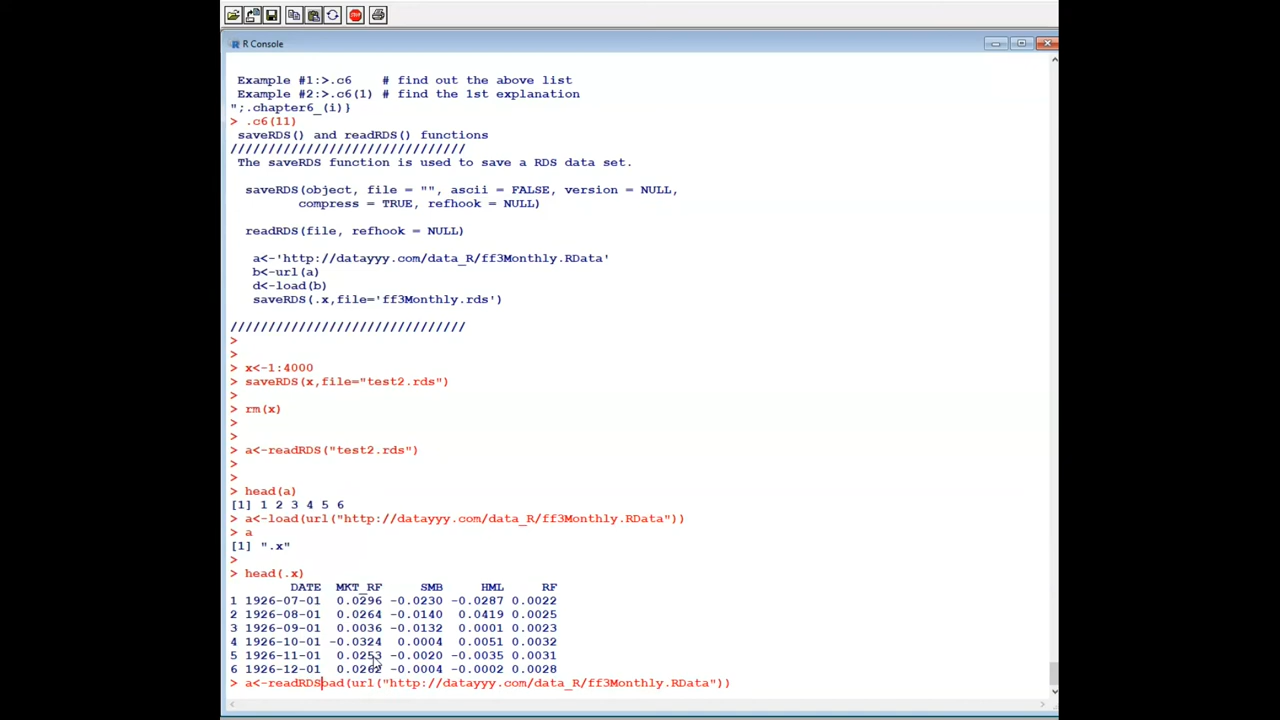 STOP
R Console
Example #1:>.c6    # find out the above list
Example #2:>.c6(1) # find the 1st explanation
";.chapter6_(i)}
> .c6(11)
saveRDS() and readRDS() functions
///////////////////////////////
The saveRDS function is used to save a RDS data set.
saveRDS(object, file = "", ascii = FALSE, version = NULL,
compress = TRUE, refhook = NULL)
readRDS(file, refhook = NULL)
a<-'http://datayyy.com/data_R/ff3Monthly.RData'
b<-url(a)
d<-load(b)
saveRDS(.x,file='ff3Monthly.rds')
///////////////////////////////
>
>
> x<-1:4000
> saveRDS(x,file="test2.rds")
>
> rm(x)
>
>
> a<-readRDS("test2.rds")
>
>
> head(a)
[1] 1 2 3 4 5 6
> a<-load(url("http://datayyy.com/data_R/ff3Monthly.RData"))
> a
[1] ".x"
>
> head(.x)
DATE MKT_RF SMB HML RF
1 1926-07-01 0.0296 -0.0230 -0.0287 0.0022
2 1926-08-01 0.0264 -0.0140 0.0419 0.0025
3 1926-09-01 0.0036 -0.0132 0.0001 0.0023
4 1926-10-01 -0.0324 0.0004 0.0051 0.0032
5 1926-11-01 0.0253 -0.0020 -0.0035 0.0031
6 1926-12-01 0.0262 -0.0004 -0.0002 0.0028
> a<-readRDSoad(url("http://datayyy.com/data_R/ff3Monthly.RData"))